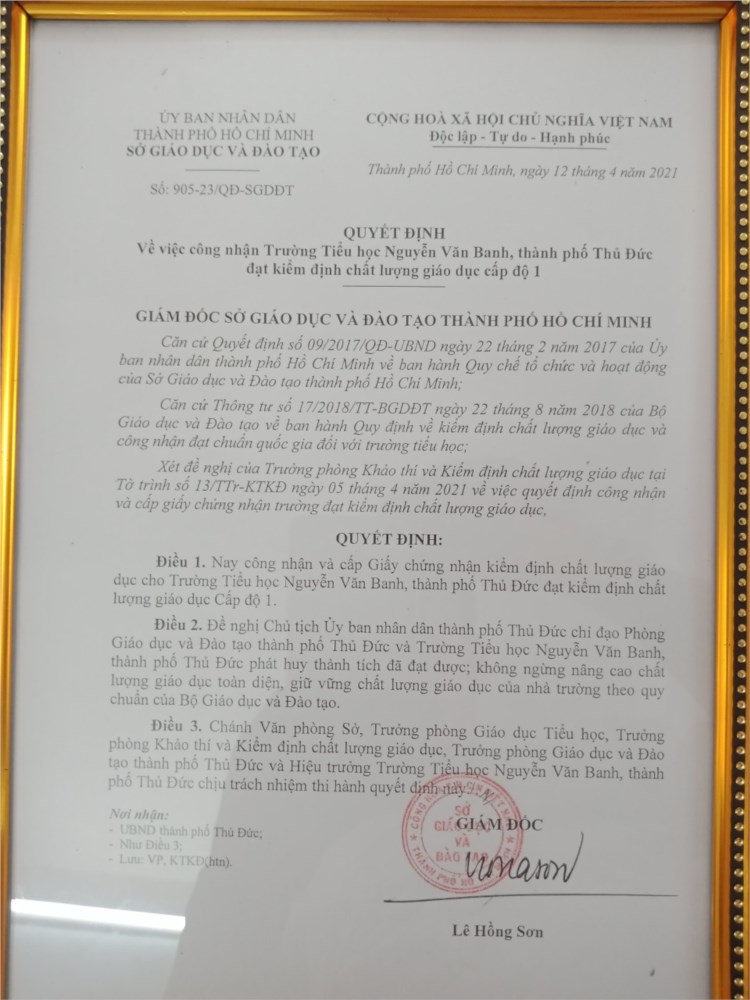 ỦY BAN NHÂN DÂN
THÀNH PHỐ HỒ CHÍ MINH
SỞ GIÁO DỤC VÀ ĐÀO TẠO
Số: 905-23/QĐ-SGDĐT
CỘNG HOÀ XÃ HỘI CHỦ NGHĨA VIỆT NAM
Độc lập - Tự do - Hạnh phúc
Thành phố Hồ Chí Minh, ngày 12 tháng 4 năm 2021
QUYẾT ĐỊNH
Về việc công nhận Trường Tiểu học Nguyễn Văn Banh, thành phố Thủ Đức
đạt kiểm định chất lượng giáo dục cấp độ 1
GIÁM ĐỐC SỞ GIÁO DỤC VÀ ĐÀO TẠO THÀNH PHỐ HỒ CHÍ MINH
Căn cứ Quyết định số 09/2017/QĐ-UBND ngày 22 tháng 2 năm 2017 của Ủy
ban nhân dân thành phố Hồ Chí Minh về ban hành Quy chế tổ chức và hoạt động
của Sở Giáo dục và Đào tạo thành phố Hồ Chí Minh;
Căn cứ Thông tư số 17/2018/TT-BGDĐT ngày 22 tháng 8 năm 2018 của Bộ
Giáo dục và Đào tạo về ban hành Quy định về kiểm định chất lượng giáo dục và
công nhận đạt chuẩn quốc gia đối với trường tiểu học;
Xét đề nghị của Trưởng phòng Khảo thí và Kiểm định chất lượng giáo dục tại
Tờ trình số 13/TTr-KTKĐ ngày 05 tháng 4 năm 2021 về việc quyết định công nhận
và cấp giấy chứng nhận trường đạt kiểm định chất lượng giáo dục,
QUYẾT ĐỊNH:
Điều 1. Nay công nhận và cấp Giấy chứng nhận kiểm định chất lượng giáo
dục cho Trường Tiểu học Nguyễn Văn Banh, thành phố Thủ Đức đạt kiểm định chất
lượng giáo dục Cấp độ 1.
Điều 2. Đề nghị Chủ tịch Ủy ban nhân dân thành phố Thủ Đức chỉ đạo Phòng
Giáo dục và Đào tạo thành phố Thủ Đức và Trường Tiểu học Nguyễn Văn Banh,
thành phố Thủ Đức phát huy thành tích đã đạt được; không ngừng nâng cao chất
lượng giáo dục toàn diện, giữ vững chất lượng giáo dục của nhà trường theo quy
chuẩn của Bộ Giáo dục và Đào tạo.
Điều 3. Chánh Văn phòng Sở, Trưởng phòng Giáo dục Tiểu học, Trưởng
phòng Khảo thí và Kiểm định chất lượng giáo dục, Trưởng phòng Giáo dục và Đào
tạo thành phố Thủ Đức và Hiệu trưởng Trường Tiểu học Nguyễn Văn Banh, thành
phố Thủ Đức chịu trách nhiệm thi hành quyết định này.
Nơi nhận:
- UBND thành phố Thủ Đức;
- Như Điều 3;
- Lưu: VP, KTKĐ(htn).
GIÁM ĐỐC
SỞ
GIÁO DỤC
VÀ
ĐÀO TẠO
Lê Hồng Sơn